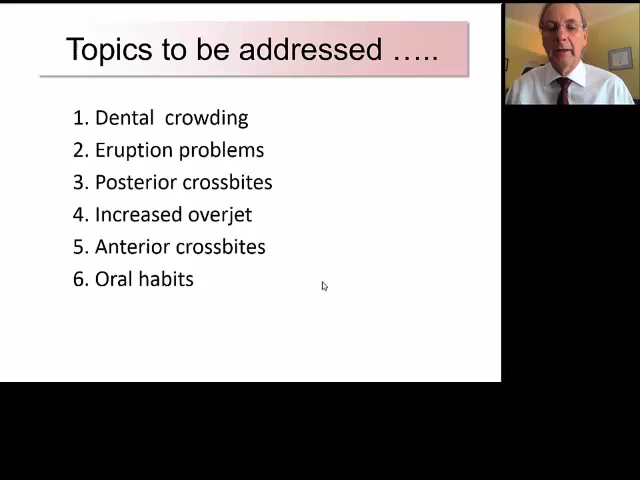 Topics to be addressed …..
1. Dental crowding
2. Eruption problems
3. Posterior crossbites
4. Increased overjet
5. Anterior crossbites
6. Oral habits